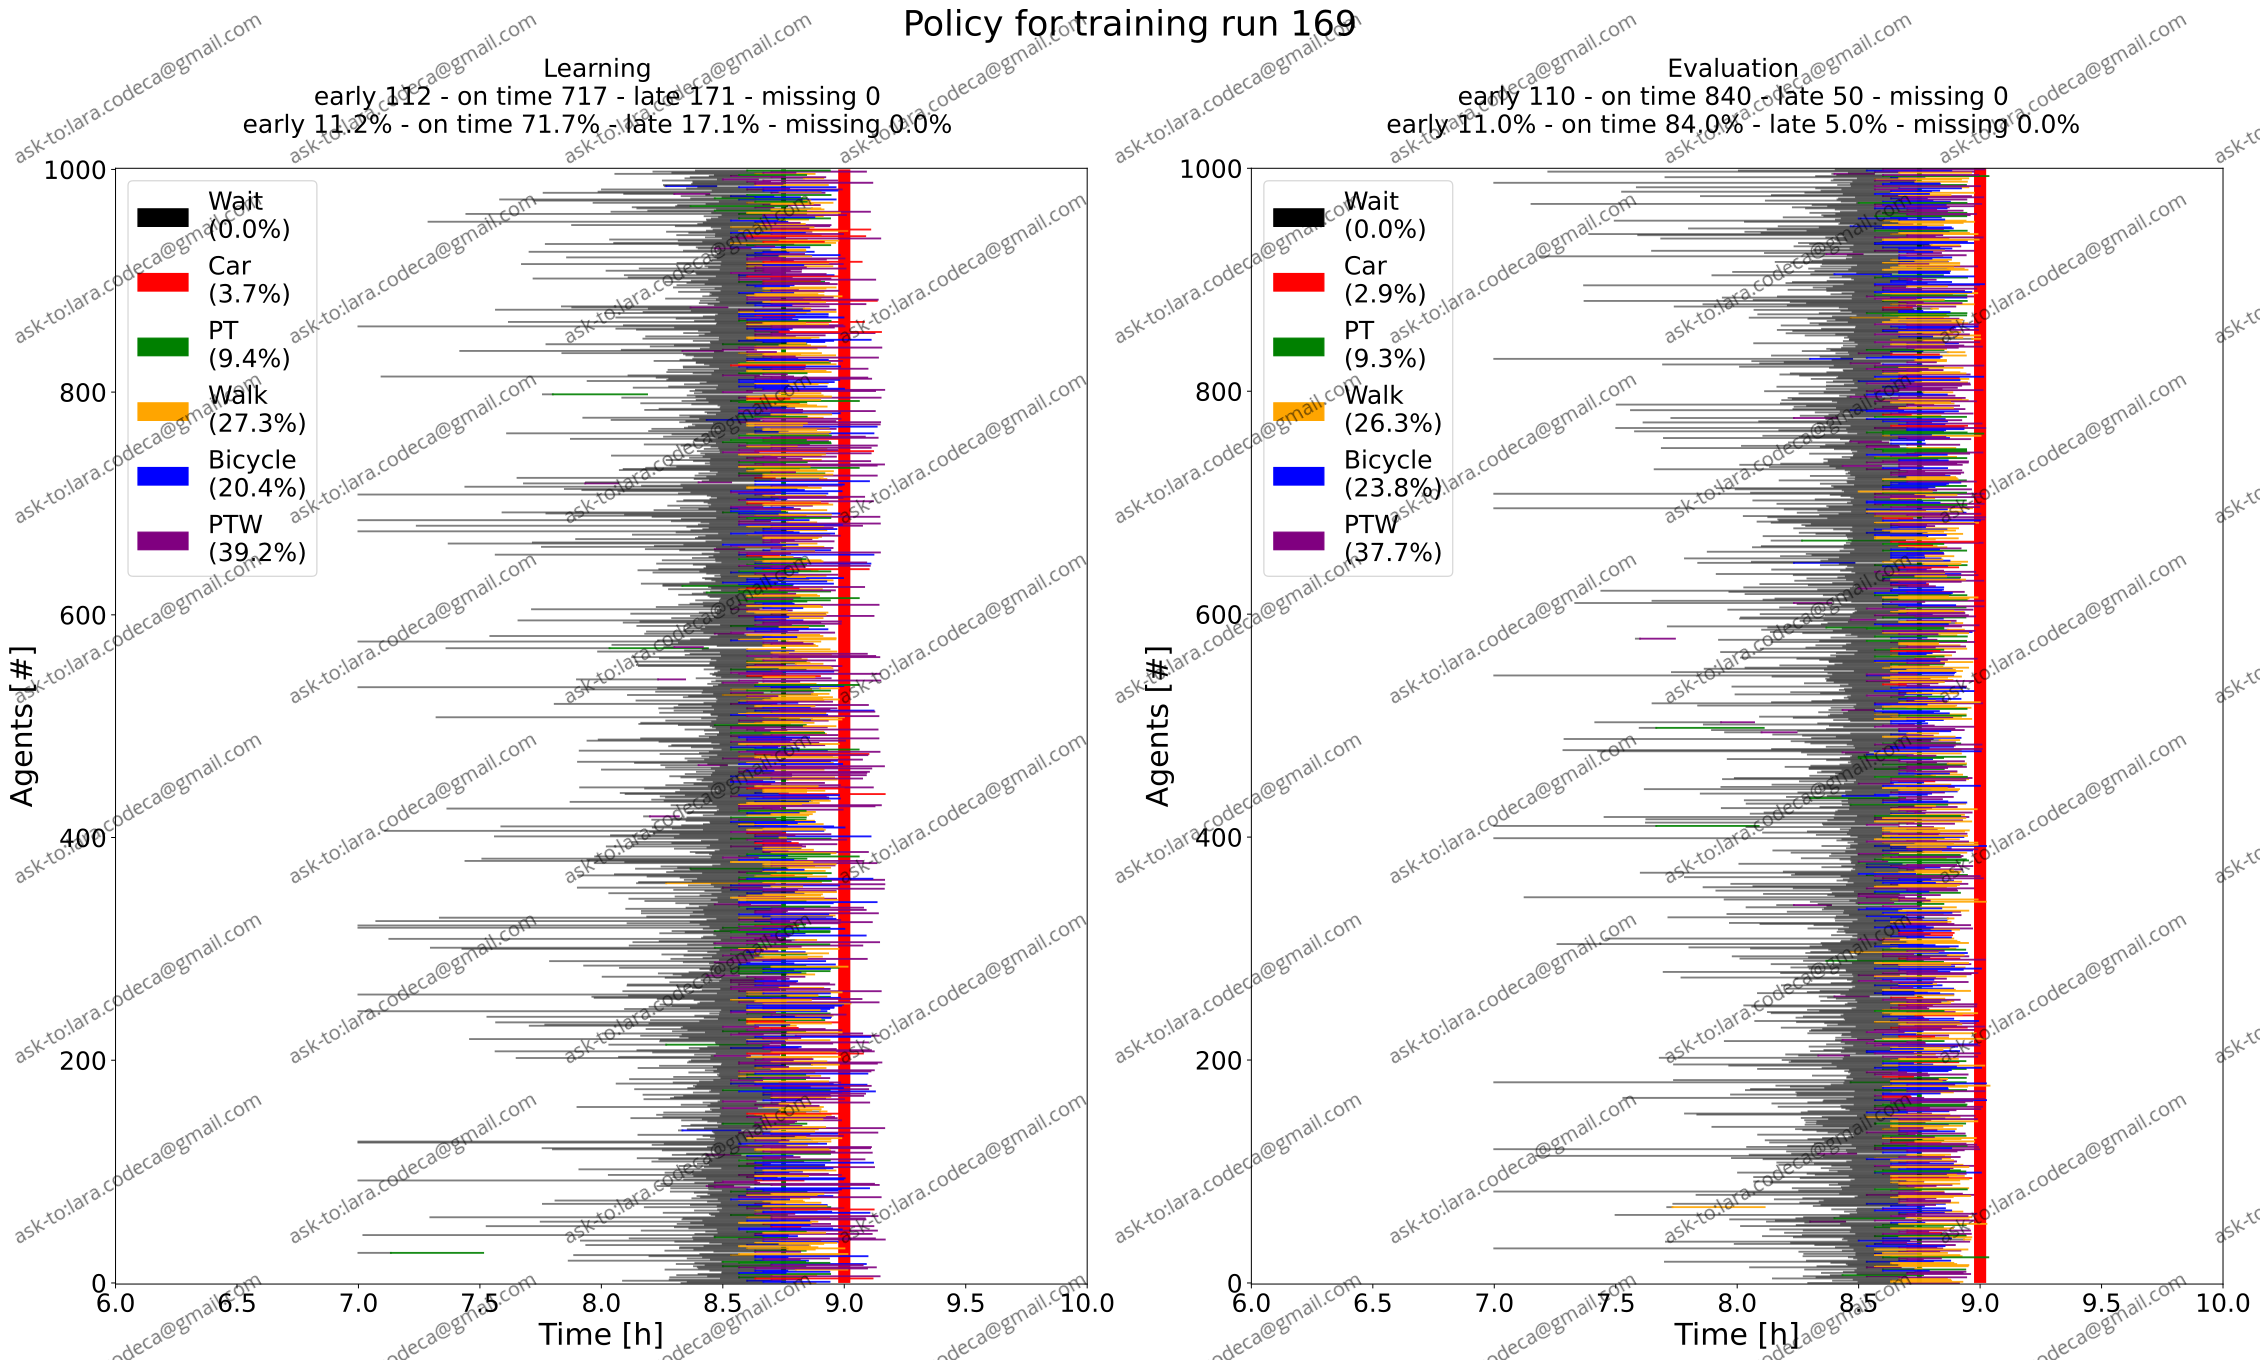 Policy for training run 169
Learning
early 112 - on time 717 - late 171 - missing 0
early 11.2% - on time 71.7% - late 17.1% - missing 0.0%
1000
800
600
400
200
0
Agents [#]
Wait
(0.0%)
Car
(3.7%)
PT
(9.4%)
Walk
(27.3%)
Bicycle
(20.4%)
PTW
(39.2%)
6.0 6.5 7.0 7.5 8.0 8.5 9.0 9.5 10.0
Time [h]
Evaluation
early 110 - on time 840 - late 50 - missing 0
early 11.0% - on time 84.0% - late 5.0% - missing 0.0%
1000
800
600
400
200
0
Agents [#]
Wait
(0.0%)
Car
(2.9%)
PT
(9.3%)
Walk
(26.3%)
Bicycle
(23.8%)
PTW
(37.7%)
6.0 6.5 7.0 7.5 8.0 8.5 9.0 9.5 10.0
Time [h]
ask-to:lara.codeca@gmail.com